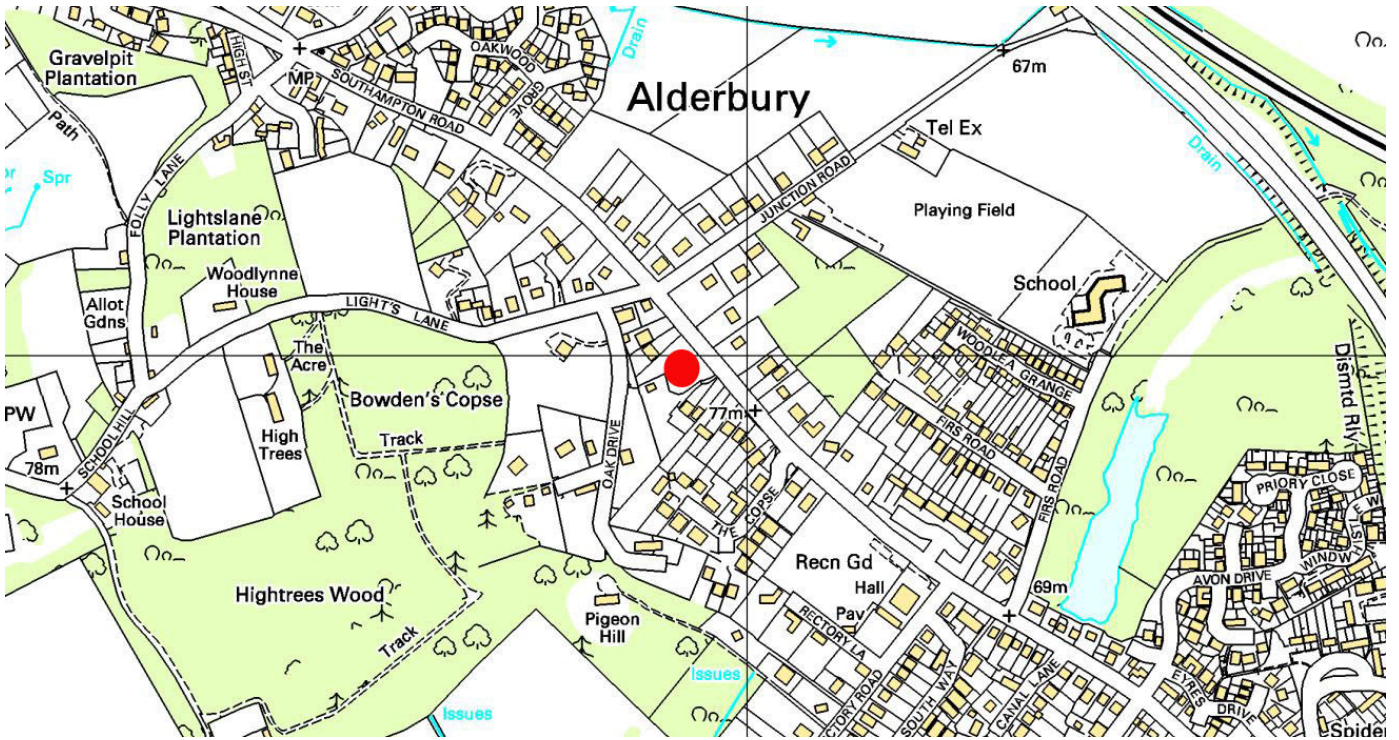 Gravelpit
Plantation
HIGH ST
MP
OAKWOOD
GROVE
SOUTHAMPTON ROAD
Drain
Alderbury
67m
Tel Ex
Drain
Path
Spr
FOLLY LANE
Lightslane
Plantation
JUNCTION ROAD
Playing Field
Woodlynne
House
School
Allot
Gdns
LIGHT'S LANE
The
Acre
WOODLEA GRANGE
Dismtd Rly
Bowden's Copse
77m
FIRS ROAD
PW
SCHOOL HILL
High
Trees
Track
OAK DRIVE
78m
School
House
THE COPSE
FIRS ROAD
PRIORY CLOSE
Recn Gd
Hall
69m
AVON DRIVE
Hightrees Wood
Pigeon
Hill
Pav
RECTORY LA
Track
Issues
Issues
SOUTH WAY
CANAL LANE
EYRES
DRIVE